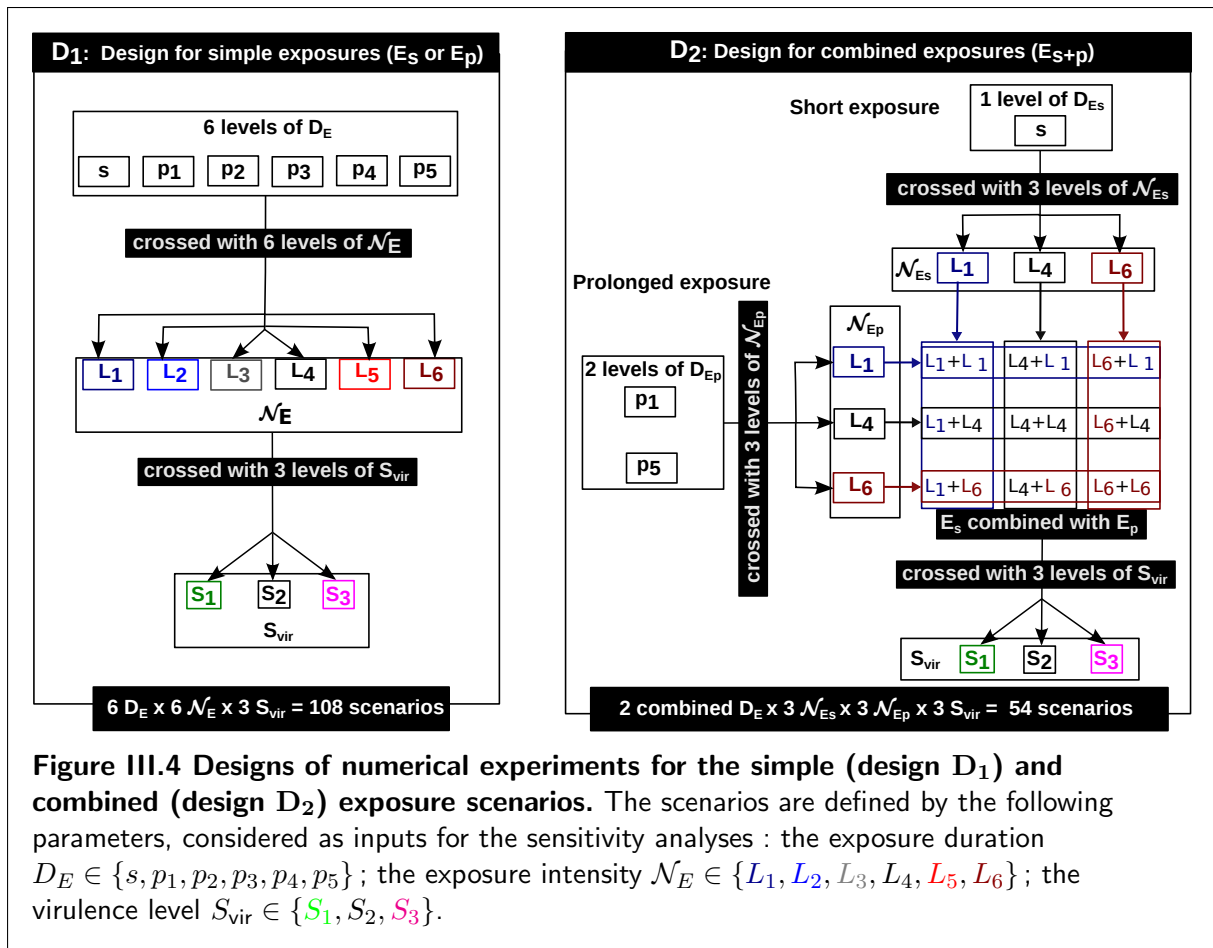 D1: Design for simple exposures (Es or Ep)
6 levels of DE
s p1 p2 p3 p4 p5
crossed with 6 levels of 𝒩E
L1 L2 L3 L4 L5 L6
𝒩E
crossed with 3 levels of Svir
S1 S2 S3
Svir
6 DE x 6 𝒩E x 3 Svir = 108 scenarios
D2: Design for combined exposures (Es+p)
Short exposure
1 level of DEs
s
crossed with 3 levels of 𝒩Es
𝒩Es L1 L4 L6
Prolonged exposure
2 levels of DEp
p1
p5
crossed with 3 levels of 𝒩Ep
𝒩Ep
L1 L1+L1 L4+L1 L6+L1
L4 L1+L4 L4+L4 L6+L4
L6 L1+L6 L4+L6 L6+L6
Es combined with Ep
crossed with 3 levels of Svir
Svir S1 S2 S3
2 combined DE x 3 𝒩Es x 3 𝒩Ep x 3 Svir = 54 scenarios
Figure III.4 Designs of numerical experiments for the simple (design D1) and
combined (design D2) exposure scenarios. The scenarios are defined by the following
parameters, considered as inputs for the sensitivity analyses : the exposure duration
DE ∈ {s, p1, p2, p3, p4, p5} ; the exposure intensity 𝒩E ∈ {L1, L2, L3, L4, L5, L6} ; the
virulence level Svir ∈ {S1, S2, S3}.